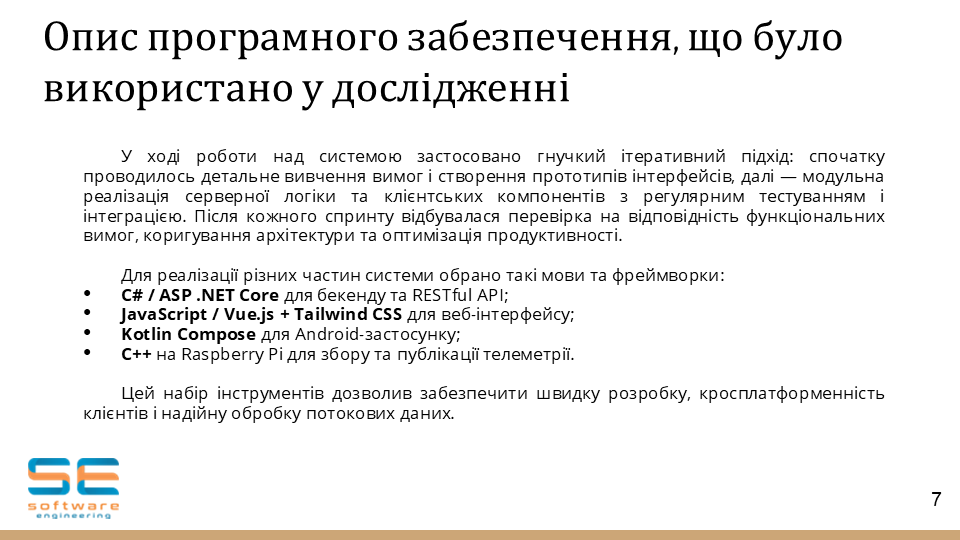 Опис програмного забезпечення, що було
використано у дослідженні
У ході роботи над системою застосовано гнучкий ітеративний підхід: спочатку
проводилось детальне вивчення вимог і створення прототипів інтерфейсів, далі — модульна
реалізація серверної логіки та клієнтських компонентів з регулярним тестуванням і
інтеграцією. Після кожного спринту відбувалася перевірка на відповідність функціональних
вимог, коригування архітектури та оптимізація продуктивності.
Для реалізації різних частин системи обрано такі мови та фреймворки:
• C# / ASP .NET Core для бекенду та RESTful API;
• JavaScript / Vue.js + Tailwind CSS для веб-інтерфейсу;
• Kotlin Compose для Android-застосунку;
• C++ на Raspberry Pi для збору та публікації телеметрії.
Цей набір інструментів дозволив забезпечити швидку розробку, кросплатформенність
клієнтів і надійну обробку потокових даних.
SE
software
engineering
7